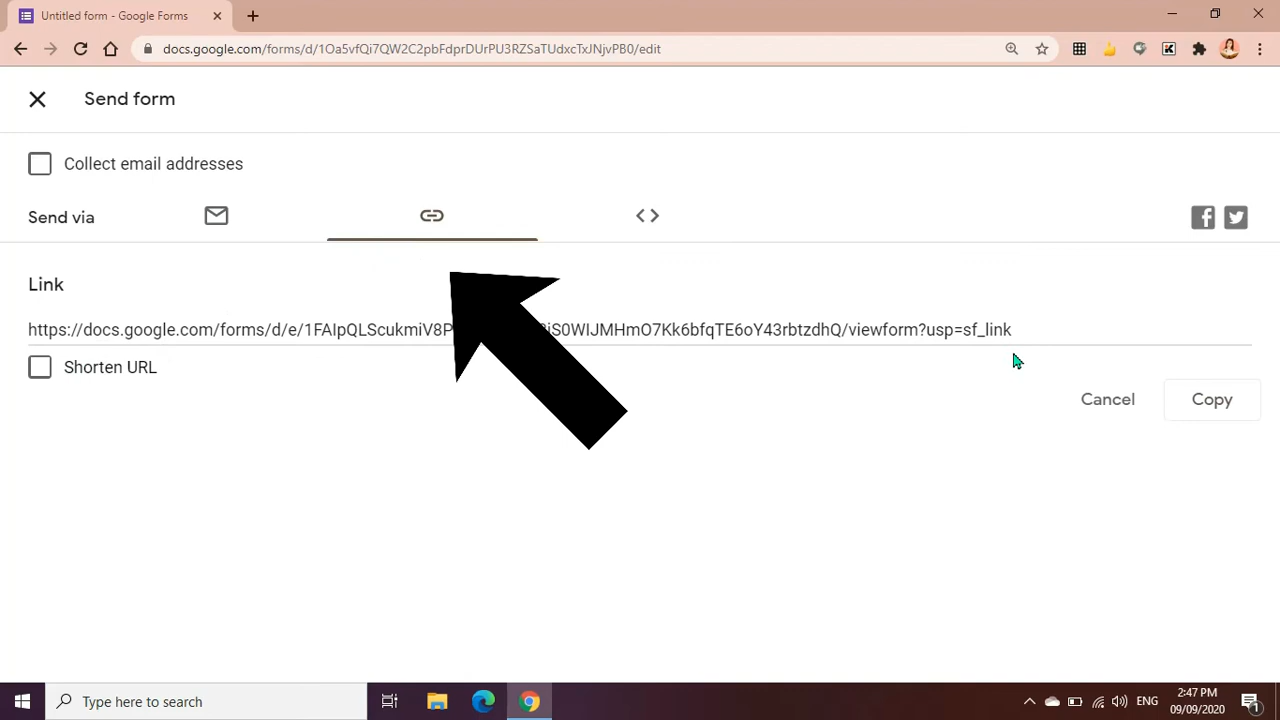 Untitled form - Google Forms
docs.google.com/forms/d/1Oa5vfQi7QW2C2pbFdprDUrPU3RZSaTUdxcTxJNjvPB0/edit
Send form
Collect email addresses
Send via
Link
https://docs.google.com/forms/d/e/1FAIpQLScukmiV8P iS0WIJMHmO7Kk6bfqTE6oY43rbtzdhQ/viewform?usp=sf_link
Shorten URL
Cancel
Copy
Type here to search
ENG
2:47 PM
09/09/2020
1